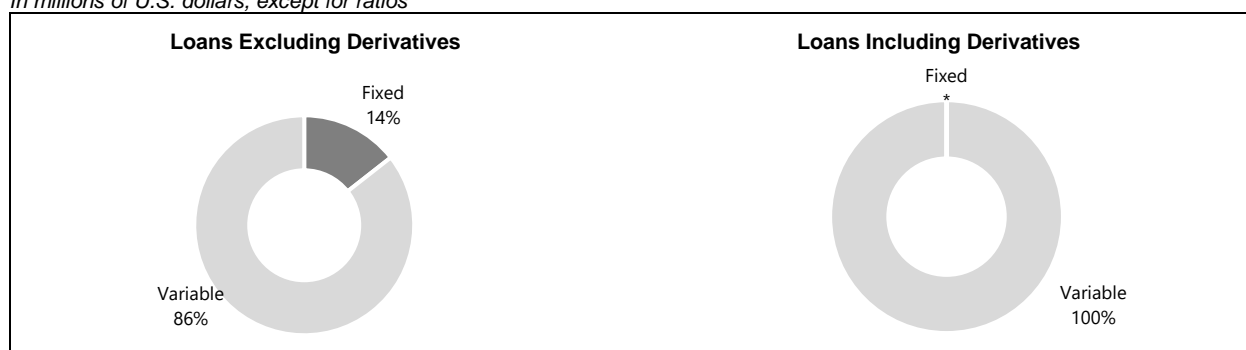 In millions of U.S. dollars, except for ratios
Loans Excluding Derivatives
Fixed
14%
Variable
86%
Loans Including Derivatives
Fixed
*
Variable
100%